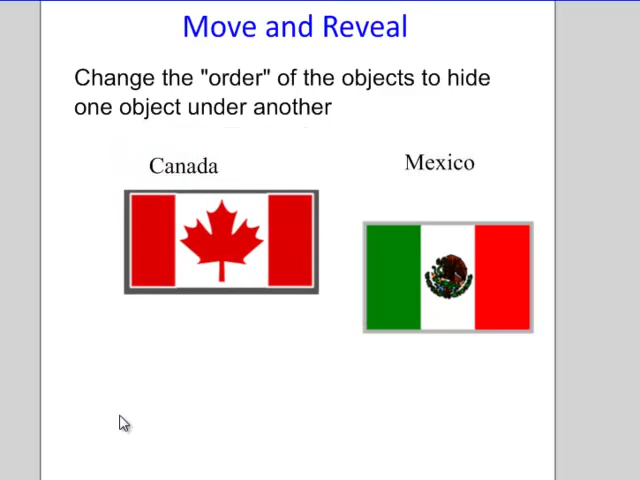 Move and Reveal
Change the "order" of the objects to hide
one object under another
Canada
Mexico